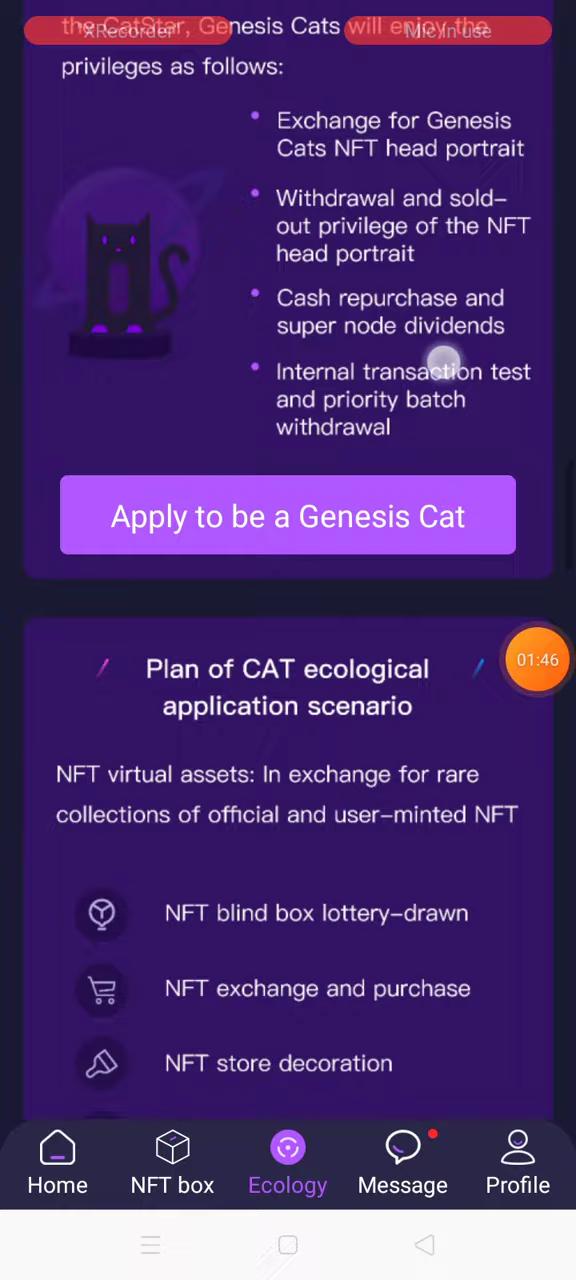 the CatStar, Genesis Cats will enjoy the
XRecorder
Mic in use
privileges as follows:
Exchange for Genesis
Cats NFT head portrait
Withdrawal and sold-
out privilege of the NFT
head portrait
Cash repurchase and
super node dividends
Internal transaction test
and priority batch
withdrawal
Apply to be a Genesis Cat
Plan of CAT ecological
application scenario
01:46
NFT virtual assets: In exchange for rare
collections of official and user-minted NFT
NFT blind box lottery-drawn
NFT exchange and purchase
NFT store decoration
Home
NFT box
Ecology
Message
Profile